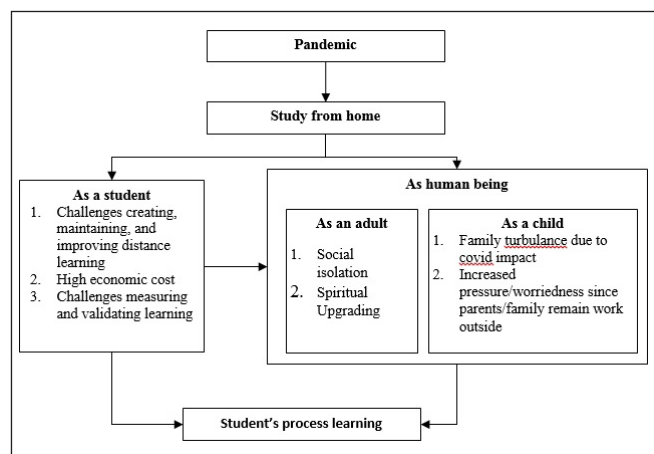 Pandemic
Study from home
As a student
1. Challenges creating,
maintaining, and
improving distance
learning
2. High economic cost
3. Challenges measuring
and validating learning
As human being
As an adult
1. Social
isolation
2. Spiritual
Upgrading
As a child
1. Family turbulance due to
covid impact
2. Increased
pressure/worriedness since
parents/family remain work
outside
Student's process learning